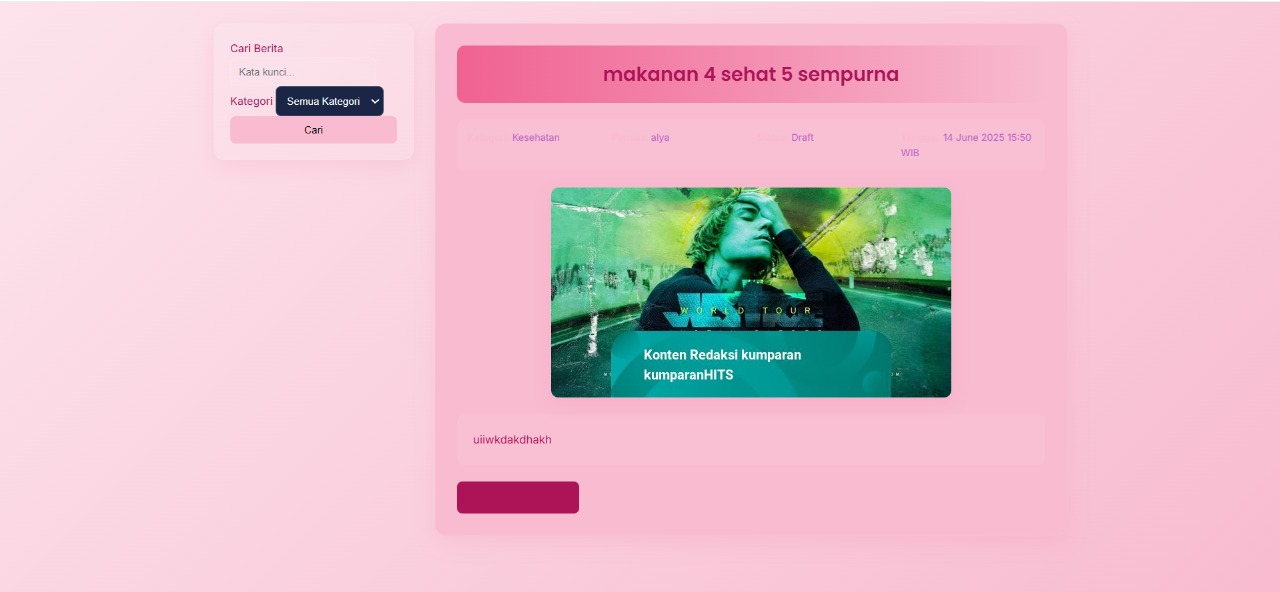 Cari Berita
Kata kunci...
Kategori Semua Kategori
Cari
makanan 4 sehat 5 sempurna
Kesehatan alya Draft 14 June 2025 15:50
WIB
WORLD TOUR
Konten Redaksi kumparan
kumparanHITS
uiiwkdakdhakh